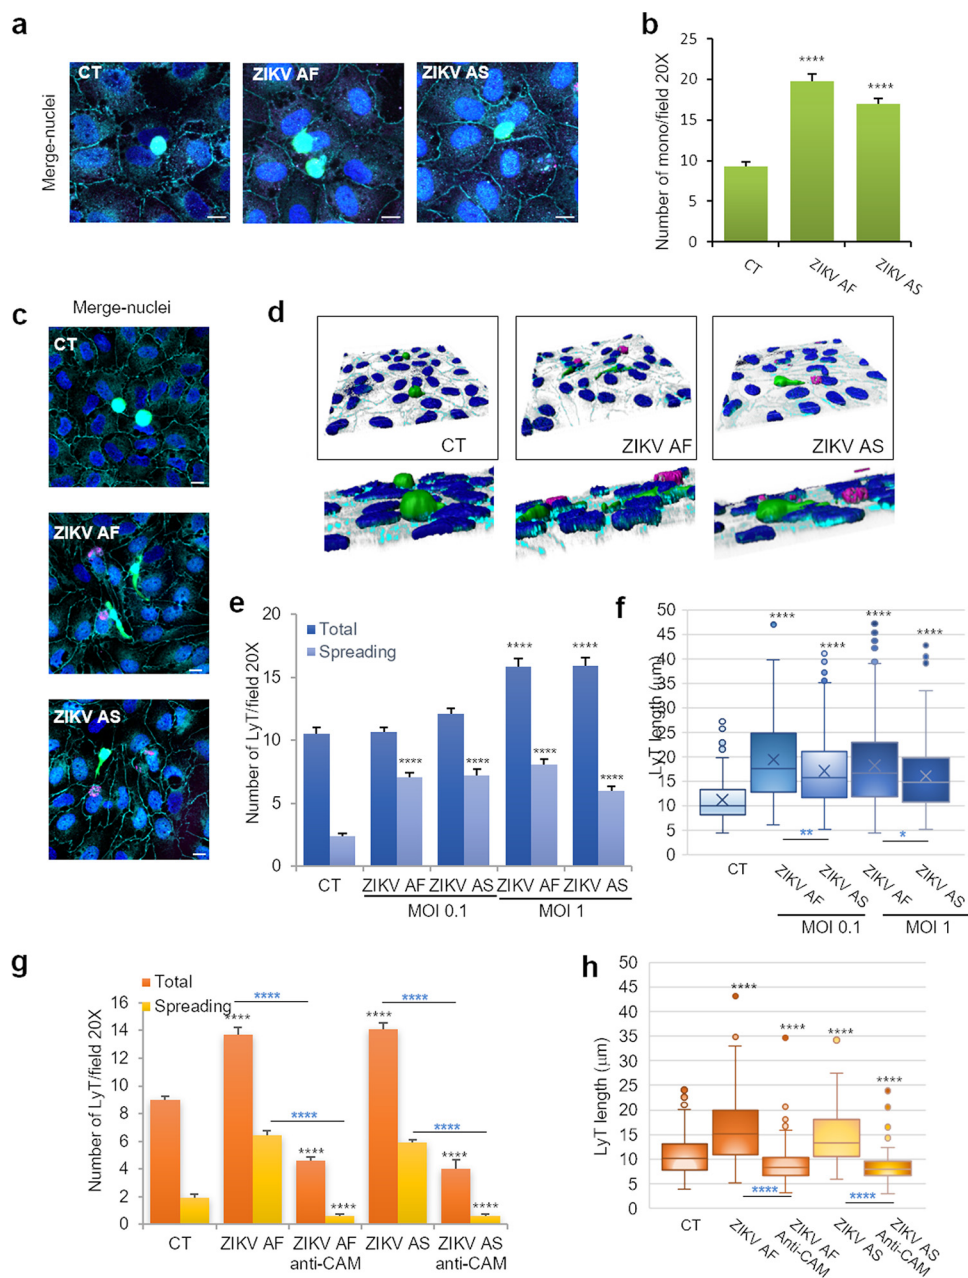 a
CT
ZIKV AF
ZIKV AS
Merge-nuclei
b
Number of mono/field 20X
25
20
15
10
5
0
****
****
CT
ZIKV AF
ZIKV AS
c
Merge-nuclei
CT
ZIKV AF
ZIKV AS
d
CT
ZIKV AF
ZIKV AS
e
Number of LyT/field 20X
20
15
10
5
0
Total
Spreading
****
****
****
****
****
****
CT
ZIKV AF
ZIKV AS
ZIKV AF
ZIKV AS
MOI 0.1
MOI 1
f
LyT length (µm)
50
45
40
35
30
25
20
15
10
5
0
****
****
****
****
**
*
CT
ZIKV AF
ZIKV AS
ZIKV AF
ZIKV AS
MOI 0.1
MOI 1
g
Total
Spreading
Number of LyT/field 20X
16
14
12
10
8
6
4
2
0
****
****
****
****
****
****
****
****
****
****
CT
ZIKV AF
ZIKV AF
anti-CAM
ZIKV AS
ZIKV AS
anti-CAM
h
LyT length (µm)
50
45
40
35
30
25
20
15
10
5
0
****
****
****
****
****
****
CT
ZIKV AF
ZIKV AF
Anti-CAM
ZIKV AS
ZIKV AS
Anti-CAM